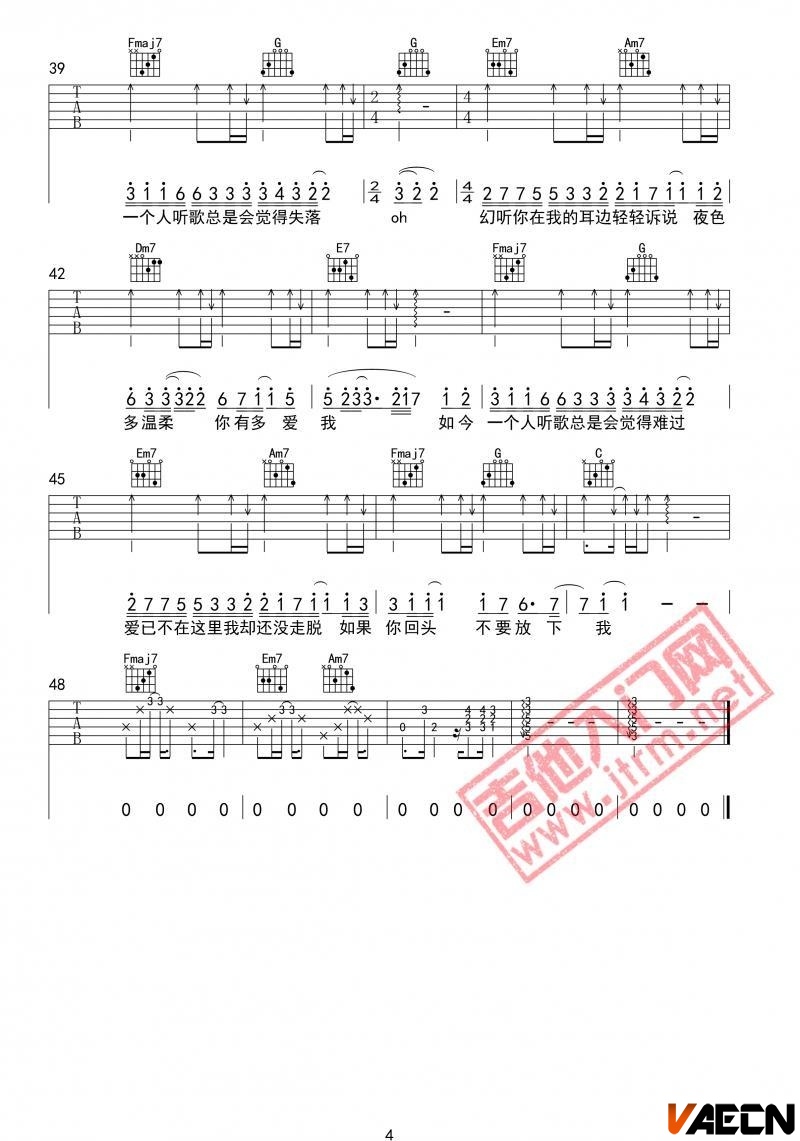 Fmaj7 G G Em7 Am7
39
T A B 2 4 - 4 4
3 1 1 6 6 3 3 3 3 3 4 3 2 2 2/4 3 2 2 4/4 2 7 7 5 5 3 3 2 2 1 7 1 1 1 2
一个人听歌总是会觉得失落 oh 幻听你在我的耳边轻轻诉说 夜色
Dm7 E7 Fmaj7 G
42
T A B -
6 3 3 3 3 2 2 6 7 1 1 5 5 2 3 3· 2 1 7 1 2 3 1 1 6 6 3 3 3 3 3 4 3 2 2
多温柔 你有多 爱 我 如今 一个人听歌总是会觉得难过
Em7 Am7 Fmaj7 G C
45
T A B -
2 7 7 5 5 3 3 2 2 1 7 1 1 1 3 3 1 1 1 1 7 6· 7 7 1 1 - -
爱已不在这里我却还没走脱 如果 你回头 不要放 下 我
Fmaj7 Em7 Am7
48
T A B
0 0 0 0 0 0 0 0 0 0 0 0 0 0 0 0 0 0 0 0
吉他入门网
www.jtrm.net
4
VAECN